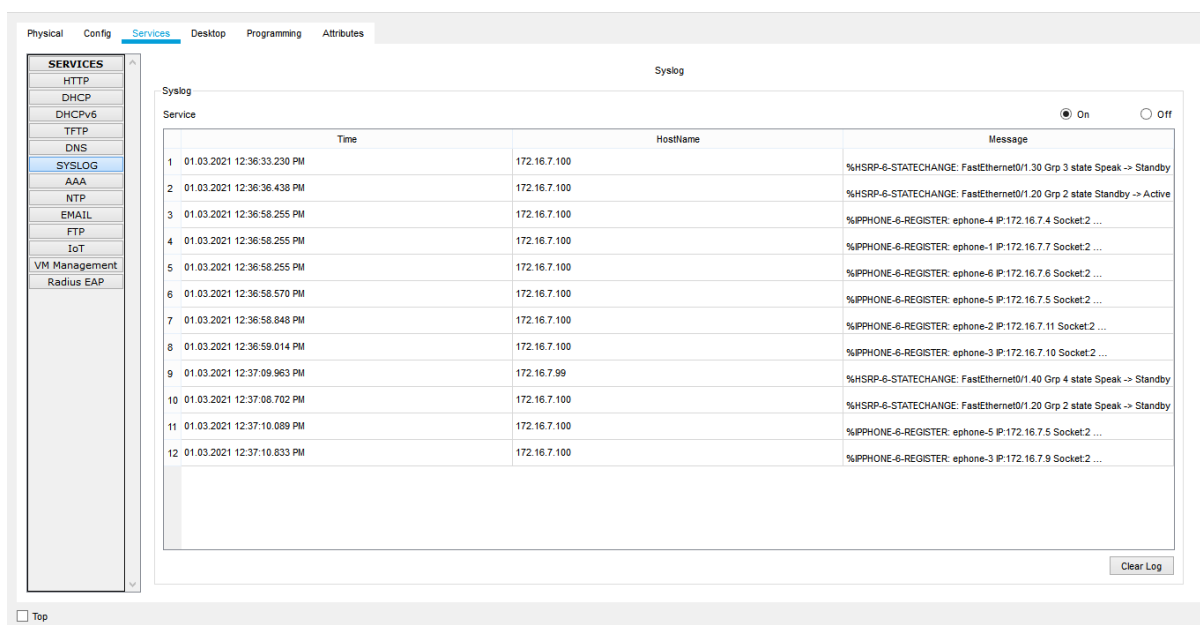 Physical Config Services Desktop Programming Attributes
SERVICES
HTTP
DHCP
DHCPv6
TFTP
DNS
SYSLOG
AAA
NTP
EMAIL
FTP
IoT
VM Management
Radius EAP
Syslog
Syslog
Service On Off
Time HostName Message
1 01.03.2021 12:36:33.230 PM 172.16.7.100 %HSRP-6-STATECHANGE: FastEthernet0/1.30 Grp 3 state Speak -> Standby
2 01.03.2021 12:36:36.438 PM 172.16.7.100 %HSRP-6-STATECHANGE: FastEthernet0/1.20 Grp 2 state Standby -> Active
3 01.03.2021 12:36:58.255 PM 172.16.7.100 %IPPHONE-6-REGISTER: ephone-4 IP:172.16.7.4 Socket:2 ...
4 01.03.2021 12:36:58.255 PM 172.16.7.100 %IPPHONE-6-REGISTER: ephone-1 IP:172.16.7.7 Socket:2 ...
5 01.03.2021 12:36:58.255 PM 172.16.7.100 %IPPHONE-6-REGISTER: ephone-6 IP:172.16.7.6 Socket:2 ...
6 01.03.2021 12:36:58.570 PM 172.16.7.100 %IPPHONE-6-REGISTER: ephone-5 IP:172.16.7.5 Socket:2 ...
7 01.03.2021 12:36:58.848 PM 172.16.7.100 %IPPHONE-6-REGISTER: ephone-2 IP:172.16.7.11 Socket:2 ...
8 01.03.2021 12:36:59.014 PM 172.16.7.100 %IPPHONE-6-REGISTER: ephone-3 IP:172.16.7.10 Socket:2 ...
9 01.03.2021 12:37:09.963 PM 172.16.7.99 %HSRP-6-STATECHANGE: FastEthernet0/1.40 Grp 4 state Speak -> Standby
10 01.03.2021 12:37:08.702 PM 172.16.7.100 %HSRP-6-STATECHANGE: FastEthernet0/1.20 Grp 2 state Speak -> Standby
11 01.03.2021 12:37:10.089 PM 172.16.7.100 %IPPHONE-6-REGISTER: ephone-5 IP:172.16.7.5 Socket:2 ...
12 01.03.2021 12:37:10.833 PM 172.16.7.100 %IPPHONE-6-REGISTER: ephone-3 IP:172.16.7.9 Socket:2 ...
Clear Log
Top